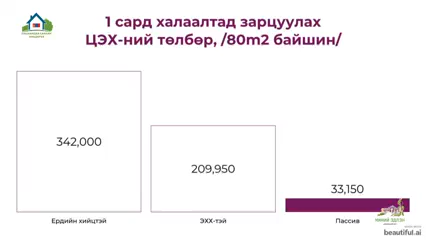 1 сард халаалтад зарцуулах
ЦЭХ-ний төлбөр, /80m2 байшин/
342,000
209,950
33,150
Ердийн хийцтэй
ЭХХ-тэй
Пассив
beautiful.ai